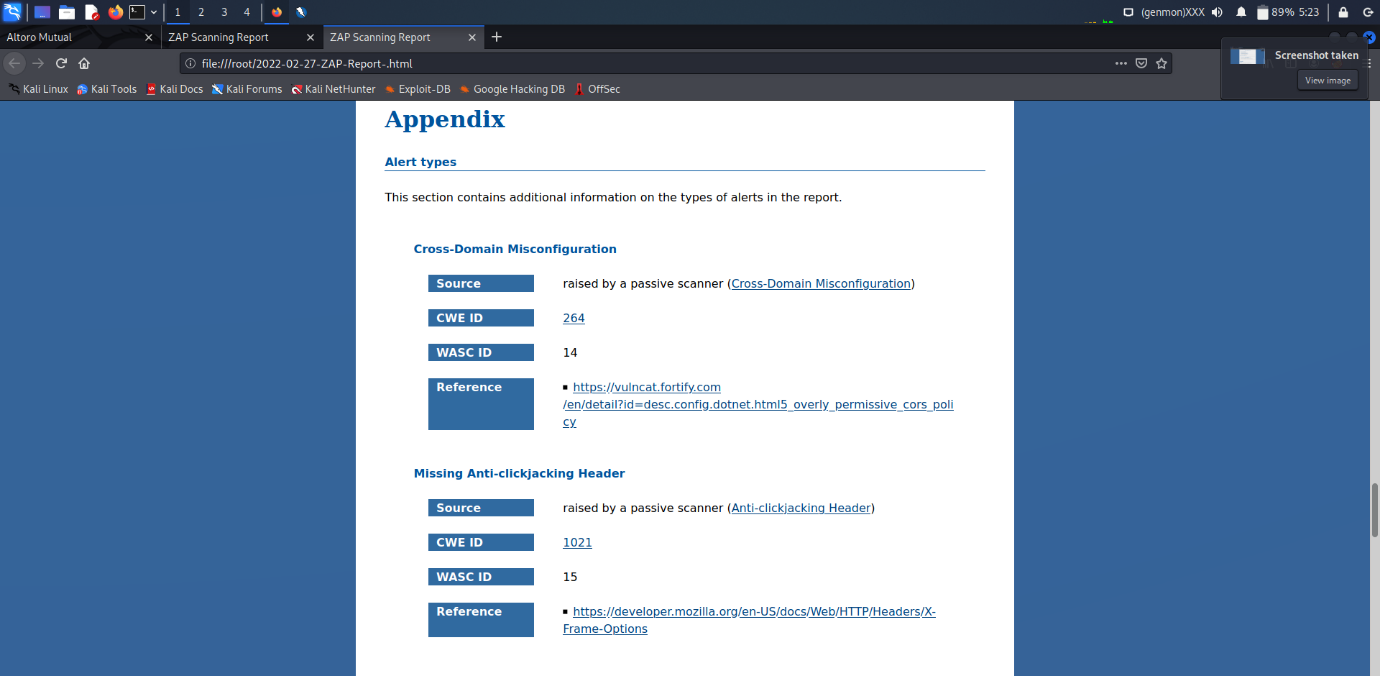 1 2 3 4 (genmon)XXX 89% 5:23
Altoro Mutual ZAP Scanning Report ZAP Scanning Report
file:///root/2022-02-27-ZAP-Report-.html
Screenshot taken
View image
Kali Linux Kali Tools Kali Docs Kali Forums Kali NetHunter Exploit-DB Google Hacking DB OffSec
Appendix
Alert types
This section contains additional information on the types of alerts in the report.
Cross-Domain Misconfiguration
Source raised by a passive scanner (Cross-Domain Misconfiguration)
CWE ID 264
WASC ID 14
Reference https://vulncat.fortify.com
/en/detail?id=desc.config.dotnet.html5_overly_permissive_cors_poli
cy
Missing Anti-clickjacking Header
Source raised by a passive scanner (Anti-clickjacking Header)
CWE ID 1021
WASC ID 15
Reference https://developer.mozilla.org/en-US/docs/Web/HTTP/Headers/X-
Frame-Options